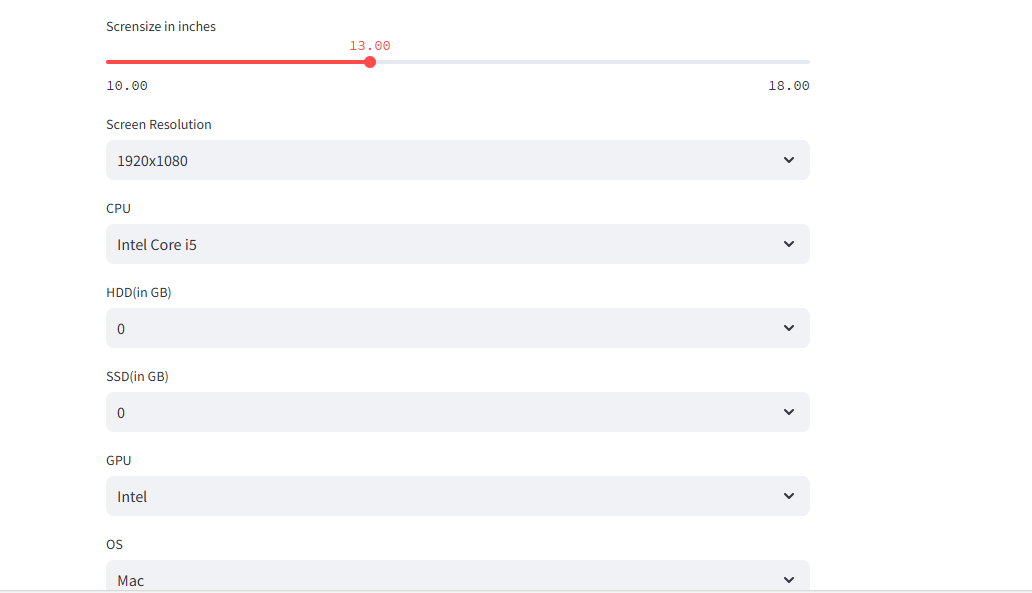 Scrensize in inches
13.00
10.00 18.00
Screen Resolution
1920x1080
CPU
Intel Core i5
HDD(in GB)
0
SSD(in GB)
0
GPU
Intel
OS
Mac